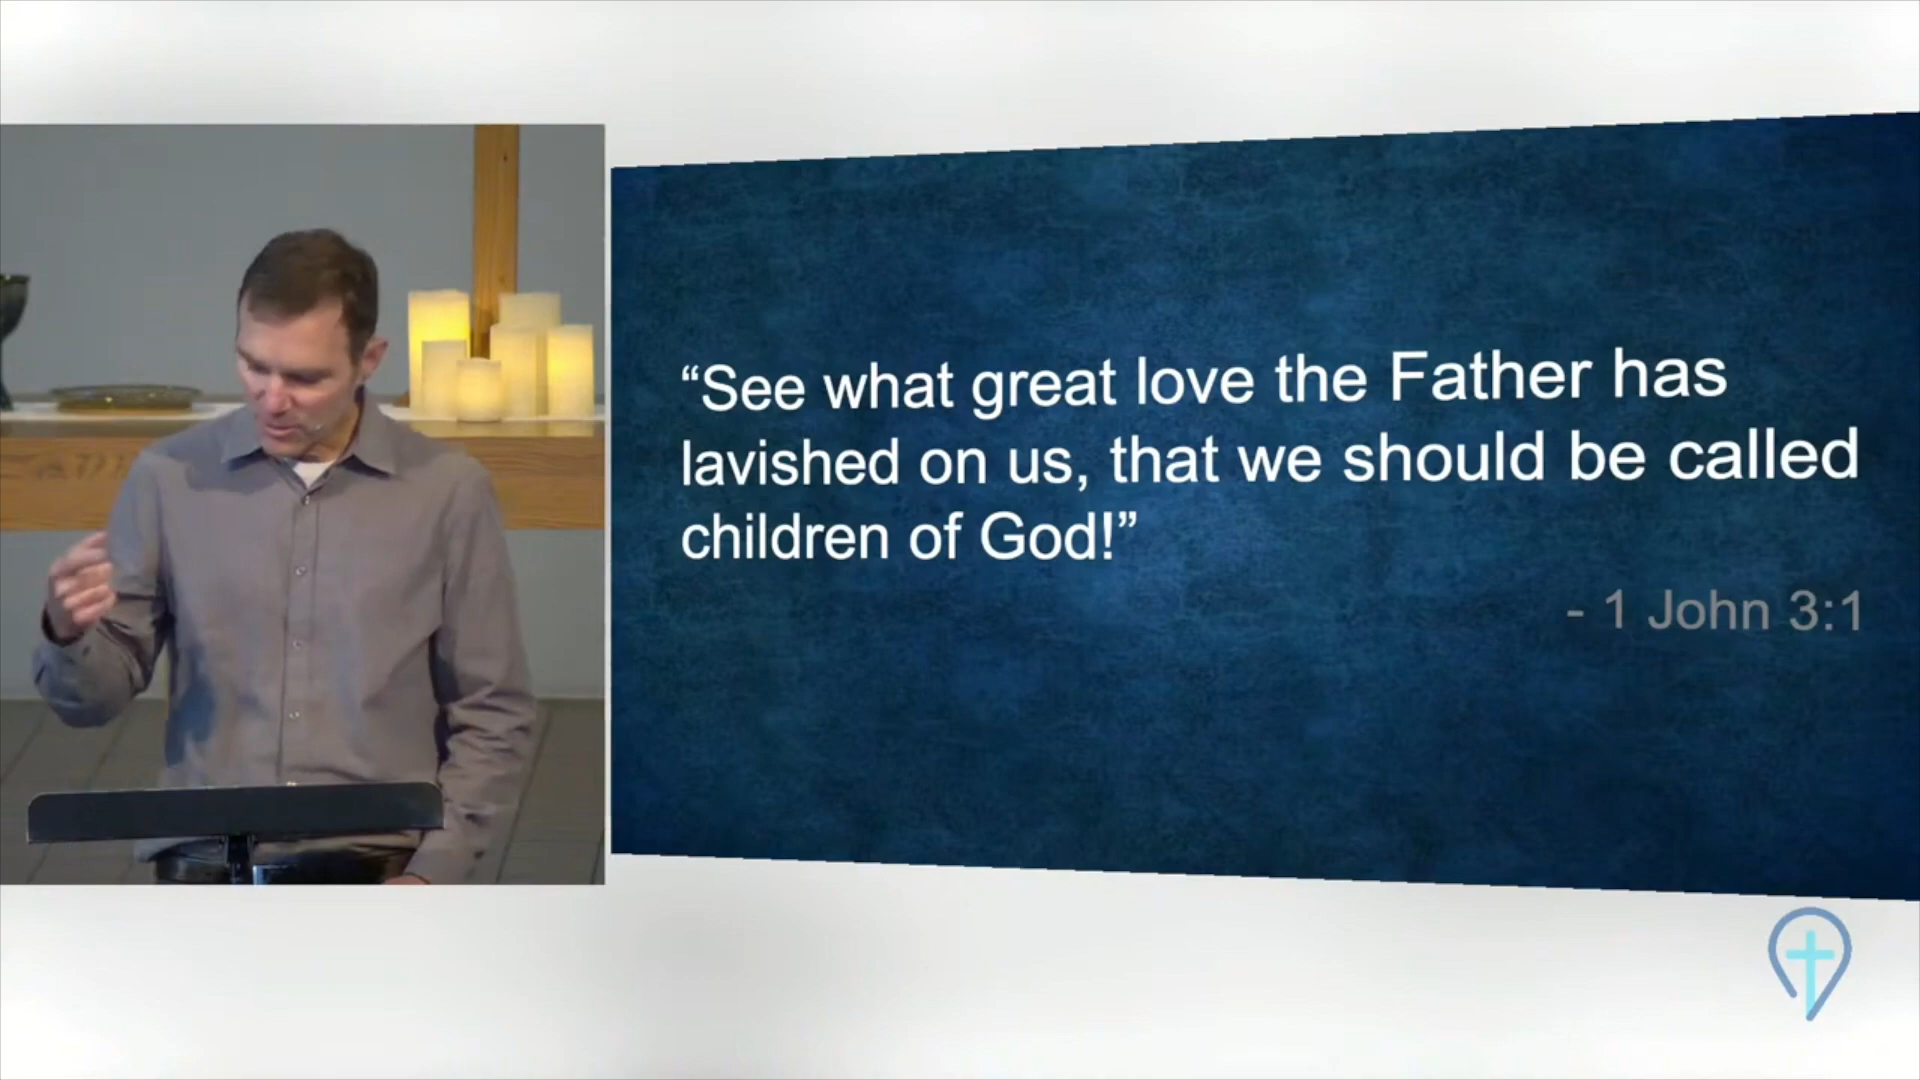 “See what great love the Father has
lavished on us, that we should be called
children of God!”
- 1 John 3:1